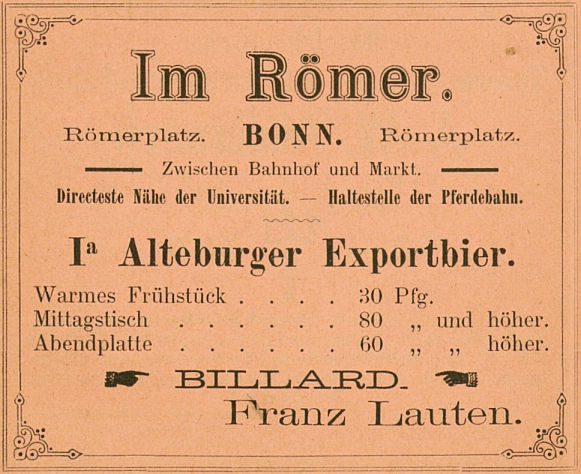 Im Römer.
Römerplatz. BONN. Römerplatz.
Zwischen Bahnhof und Markt.
Directeste Nähe der Universität. — Haltestelle der Pferdebahn.
Iª Alteburger Exportbier.
Warmes Frühstück . . . . 30 Pfg.
Mittagstisch . . . . . . 80 „ und höher.
Abendplatte . . . . . . 60 „ „ höher.
BILLARD.
Franz Lauten.